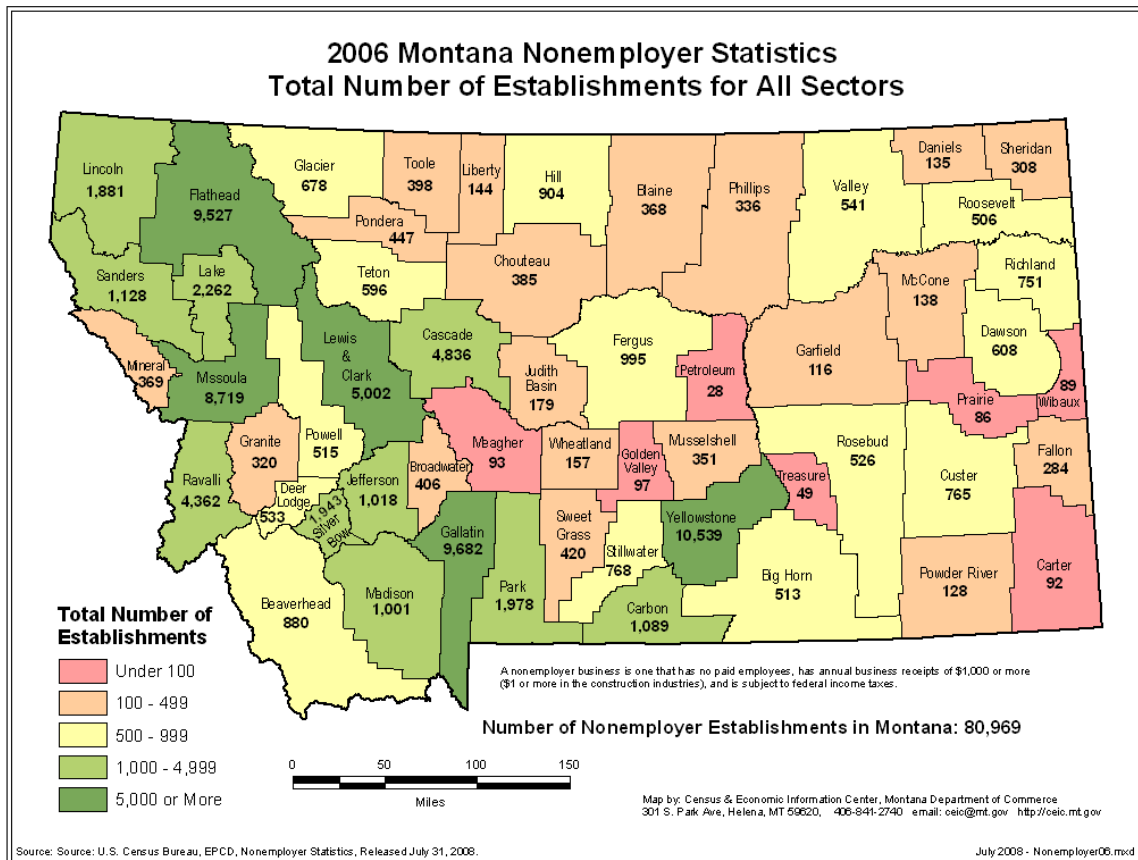 2006 Montana Nonemployer Statistics
Total Number of Establishments for All Sectors
Lincoln
1,881
Flathead
9,527
Glacier
678
Toole
398
Liberty
144
Hill
904
Blaine
368
Phillips
336
Valley
541
Daniels
135
Sheridan
308
Roosevelt
506
Pondera
447
Sanders
1,128
Lake
2,262
Teton
596
Chouteau
385
McCone
138
Richland
751
Dawson
608
Mineral
369
Mssoula
8,719
Lewis
&
Clark
5,002
Cascade
4,836
Judith
Basin
179
Fergus
995
Petroleum
28
Garfield
116
Prairie
86
89
Wibaux
Ravalli
4,362
Granite
320
Powell
515
Deer
Lodge
533
1,943
Silver
Bow
Jefferson
1,018
Broadwater
406
Meagher
93
Wheatland
157
Golden
Valley
97
Musselshell
351
Treasure
49
Rosebud
526
Custer
765
Fallon
284
Gallatin
9,682
Sweet
Grass
420
Stillwater
768
Yellowstone
10,539
Big Horn
513
Powder River
128
Carter
92
Beaverhead
880
Madison
1,001
Park
1,978
Carbon
1,089
Total Number of
Establishments
Under 100
100 - 499
500 - 999
1,000 - 4,999
5,000 or More
A nonemployer business is one that has no paid employees, has annual business receipts of $1,000 or more
($1 or more in the construction industries), and is subject to federal income taxes.
Number of Nonemployer Establishments in Montana: 80,969
0 50 100 150
Miles
Map by: Census & Economic Information Center, Montana Department of Commerce
301 S. Park Ave, Helena, MT 59620, 406-841-2740 email: ceic@mt.gov http://ceic.mt.gov
Source: Source: U.S. Census Bureau, EPCD, Nonemployer Statistics, Released July 31, 2008.
July 2008 - Nonemployer06.mxd